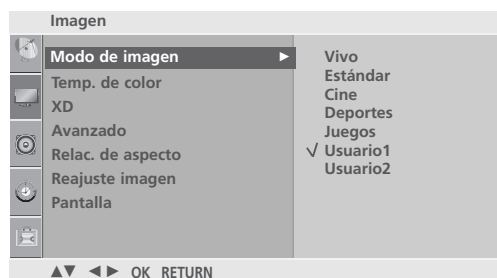 Imagen
Modo de imagen ►
Temp. de color
XD
Avanzado
Relac. de aspecto
Reajuste imagen
Pantalla
Vivo
Estándar
Cine
Deportes
Juegos
√ Usuario1
Usuario2
▲▼ ◄► OK RETURN